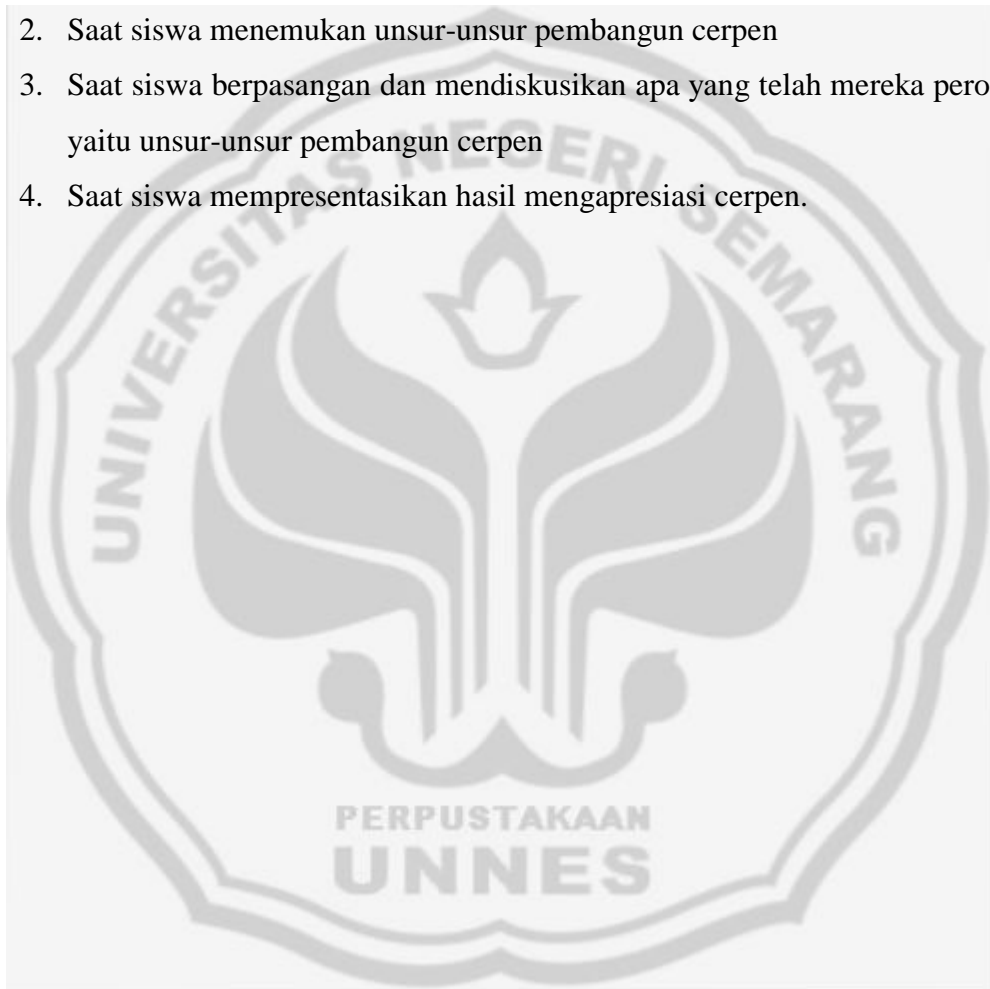 2. Saat siswa menemukan unsur-unsur pembangun cerpen
3. Saat siswa berpasangan dan mendiskusikan apa yang telah mereka pero
yaitu unsur-unsur pembangun cerpen
4. Saat siswa mempresentasikan hasil mengapresiasi cerpen.
UNIVERSITAS NEGERI SEMARANG
PERPUSTAKAAN
UNNES